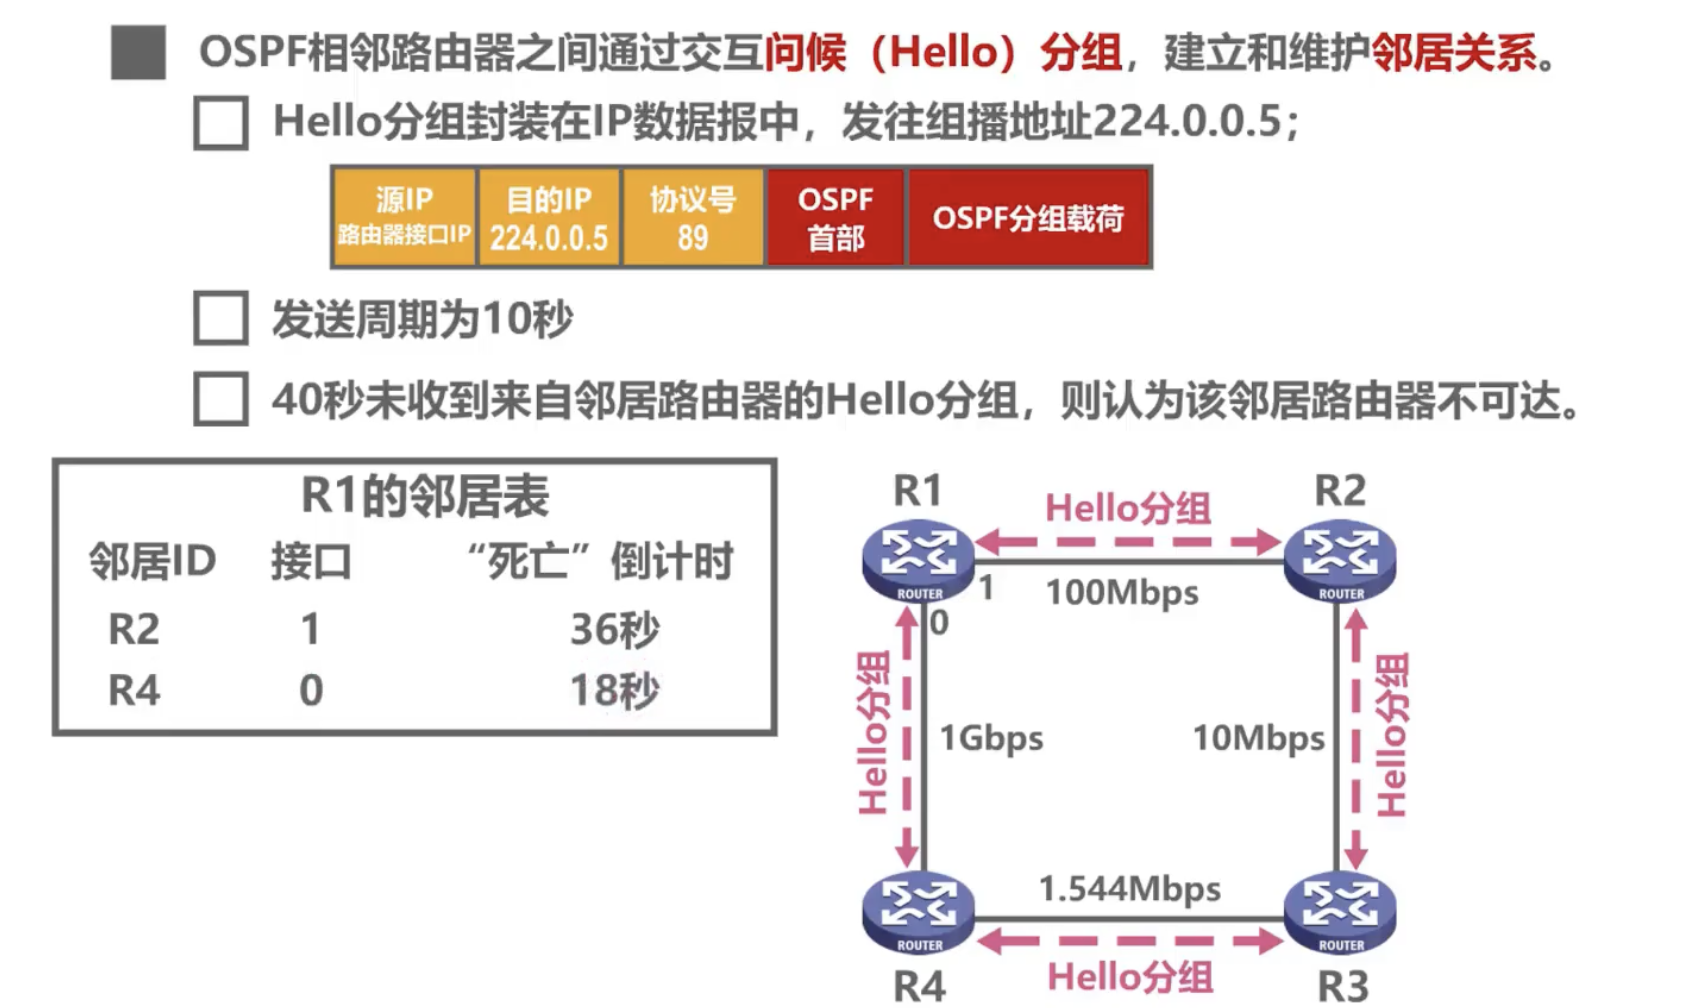 OSPF相邻路由器之间通过交互问候（Hello）分组，建立和维护邻居关系。
Hello分组封装在IP数据报中，发往组播地址224.0.0.5；
源IP
路由器接口IP
目的IP
224.0.0.5
协议号
89
OSPF
首部
OSPF分组载荷
发送周期为10秒
40秒未收到来自邻居路由器的Hello分组，则认为该邻居路由器不可达。
R1的邻居表
邻居ID 接口 “死亡”倒计时
R2 1 36秒
R4 0 18秒
R1
Hello分组
R2
ROUTER
1
100Mbps
ROUTER
0
Hello分组
1Gbps
10Mbps
Hello分组
1.544Mbps
ROUTER
ROUTER
R4
Hello分组
R3